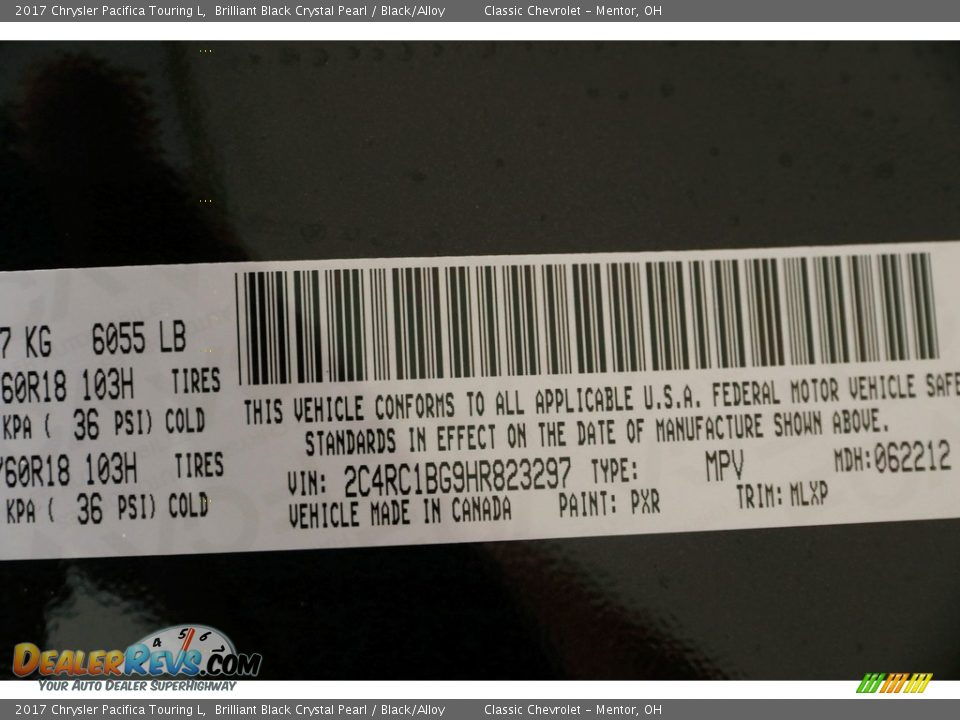 2017 Chrysler Pacifica Touring L, Brilliant Black Crystal Pearl / Black/Alloy Classic Chevrolet – Mentor, OH
7 KG 6055 LB
60R18 103H TIRES
KPA ( 36 PSI) COLD
/60R18 103H TIRES
KPA ( 36 PSI) COLD
THIS VEHICLE CONFORMS TO ALL APPLICABLE U.S.A. FEDERAL MOTOR VEHICLE SAFE
STANDARDS IN EFFECT ON THE DATE OF MANUFACTURE SHOWN ABOVE.
VIN: 2C4RC1BG9HR823297 TYPE: MPV MDH:062212
VEHICLE MADE IN CANADA PAINT: PXR TRIM: MLXP
4 5 6
DEALERREVS.COM
YOUR AUTO DEALER SUPERHIGHWAY
2017 Chrysler Pacifica Touring L, Brilliant Black Crystal Pearl / Black/Alloy Classic Chevrolet – Mentor, OH